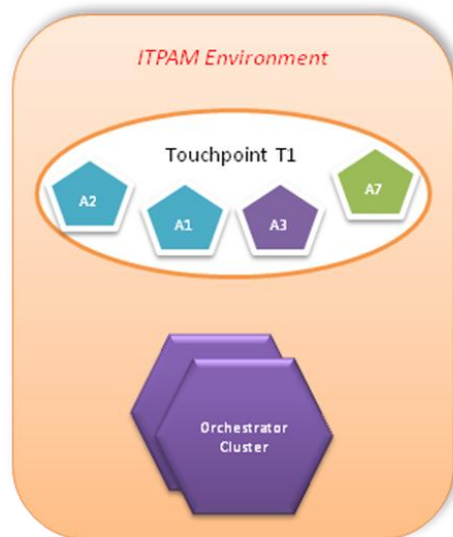 ITPAM Environment
Touchpoint T1
A2
A1
A3
A7
Orchestrator
Cluster